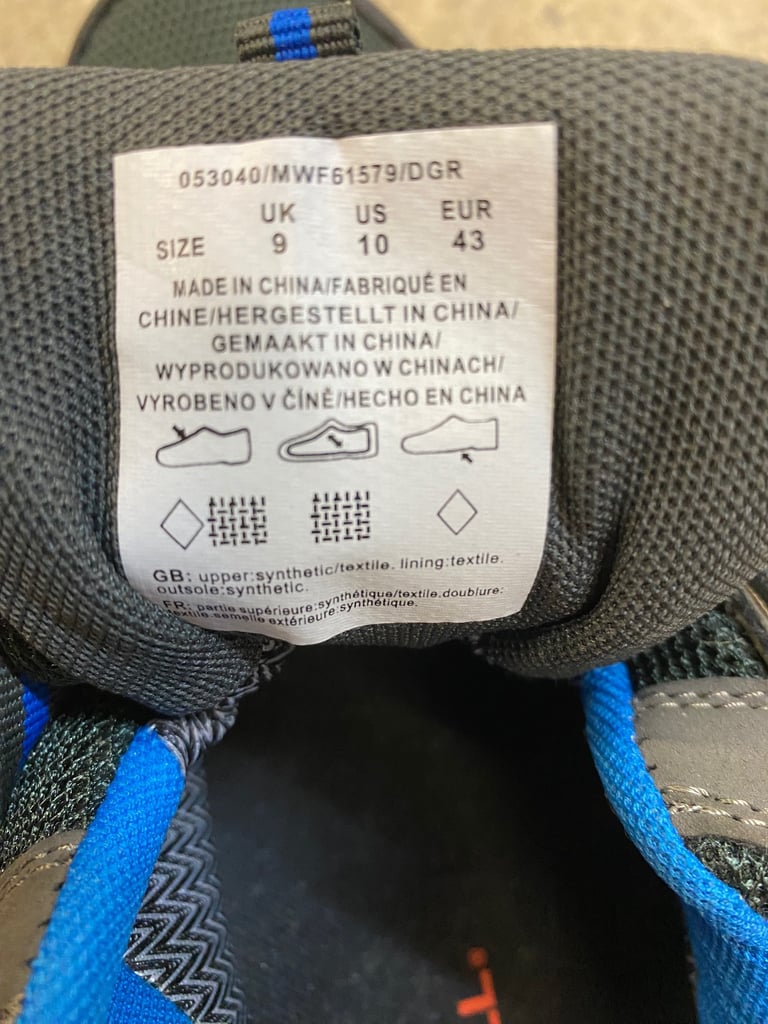 053040/MWF61579/DGR
UK US EUR
SIZE 9 10 43
MADE IN CHINA/FABRIQUÉ EN
CHINE/HERGESTELLT IN CHINA/
GEMAAKT IN CHINA/
WYPRODUKOWANO W CHINACH/
VYROBENO V ČÍNĚ/HECHO EN CHINA
GB: upper:synthetic/textile. lining:textile.
outsole:synthetic.
FR: partie supérieure:synthétique/textile.doublure:
textile.semelle extérieure:synthétique.